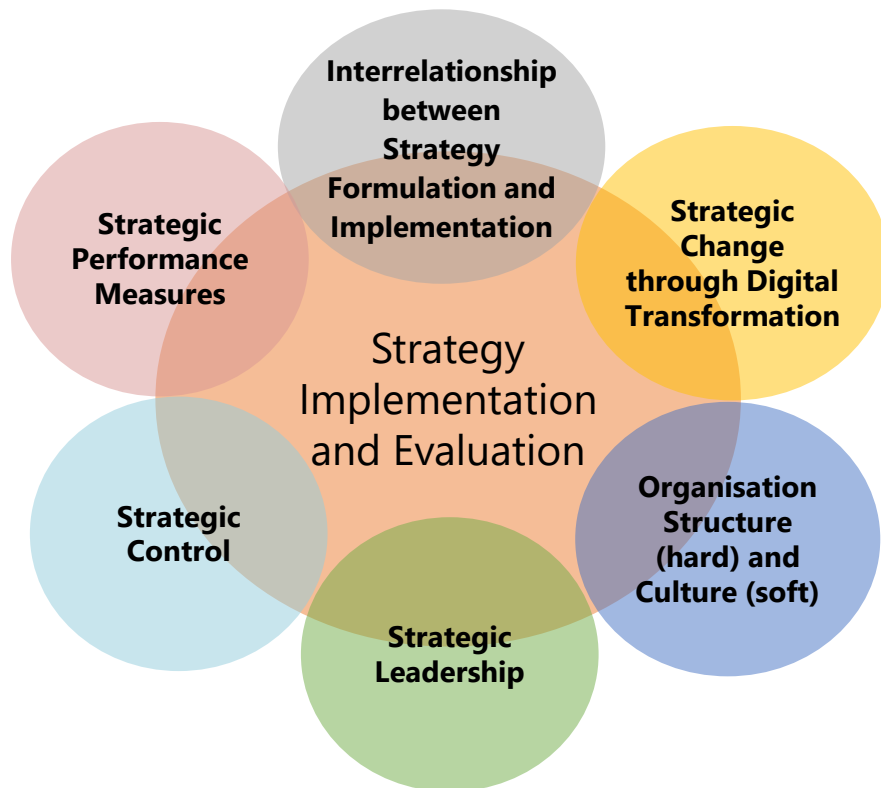 Interrelationship
between
Strategy
Formulation and
Implementation
Strategic
Change
through Digital
Transformation
Organisation
Structure
(hard) and
Culture (soft)
Strategic
Leadership
Strategic
Control
Strategic
Performance
Measures
Strategy
Implementation
and Evaluation